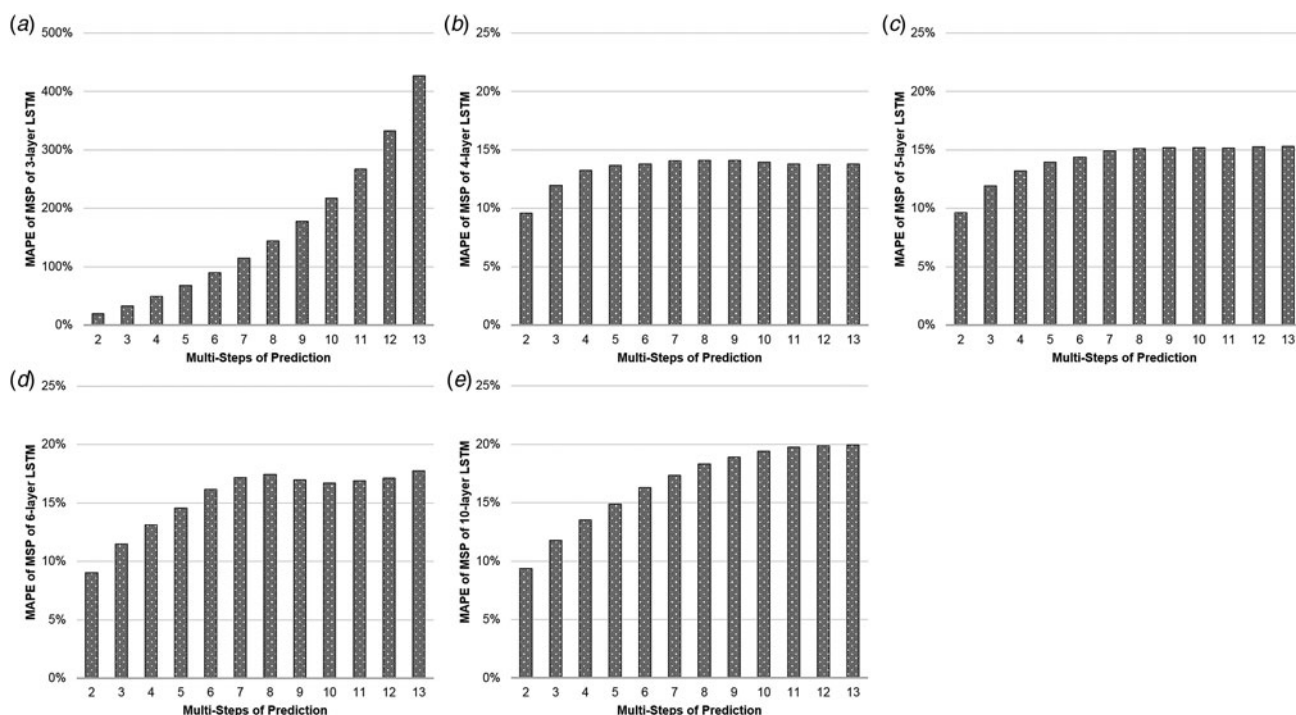 (a)
500%
400%
300%
200%
100%
0%
MAPE of MSP of 3-layer LSTM
2 3 4 5 6 7 8 9 10 11 12 13
Multi-Steps of Prediction
(b)
25%
20%
15%
10%
5%
0%
MAPE of MSP of 4-layer LSTM
2 3 4 5 6 7 8 9 10 11 12 13
Multi-Steps of Prediction
(c)
25%
20%
15%
10%
5%
0%
MAPE of MSP of 5-layer LSTM
2 3 4 5 6 7 8 9 10 11 12 13
Multi-Steps of Prediction
(d)
25%
20%
15%
10%
5%
0%
MAPE of MSP of 6-layer LSTM
2 3 4 5 6 7 8 9 10 11 12 13
Multi-Steps of Prediction
(e)
25%
20%
15%
10%
5%
0%
MAPE of MSP of 10-layer LSTM
2 3 4 5 6 7 8 9 10 11 12 13
Multi-Steps of Prediction